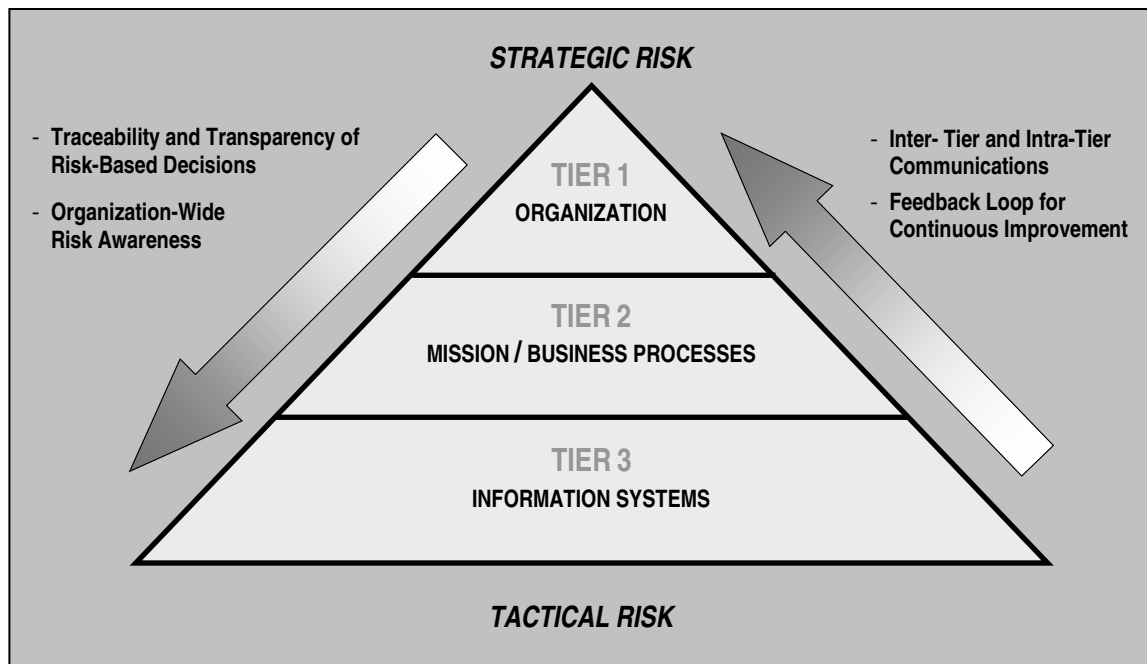 STRATEGIC RISK
- Traceability and Transparency of
Risk-Based Decisions
- Organization-Wide
Risk Awareness
- Inter- Tier and Intra-Tier
Communications
- Feedback Loop for
Continuous Improvement
TIER 1
ORGANIZATION
TIER 2
MISSION / BUSINESS PROCESSES
TIER 3
INFORMATION SYSTEMS
TACTICAL RISK